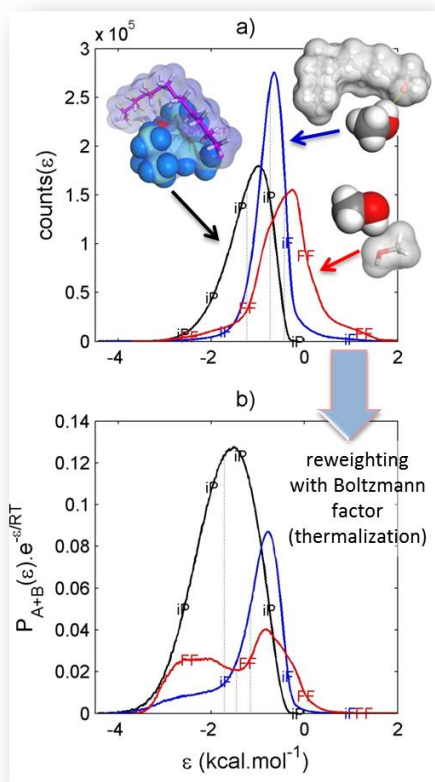 x 10⁵
a)
3
2.5
2
1.5
1
0.5
0
counts(ε)
iP
iP
iP
iP
iP
iF
iF
iF
FF
FF
FF
FF
-4
-2
0
2
b)
reweighting
with Boltzmann
factor
(thermalization)
0.14
0.12
0.1
0.08
0.06
0.04
0.02
0
P_A+B(ε).e^-ε/RT
iP
iP
iP
iP
iP
iF
iF
iF
FF
FF
FF
FF
-4
-2
0
2
ε (kcal.mol⁻¹)